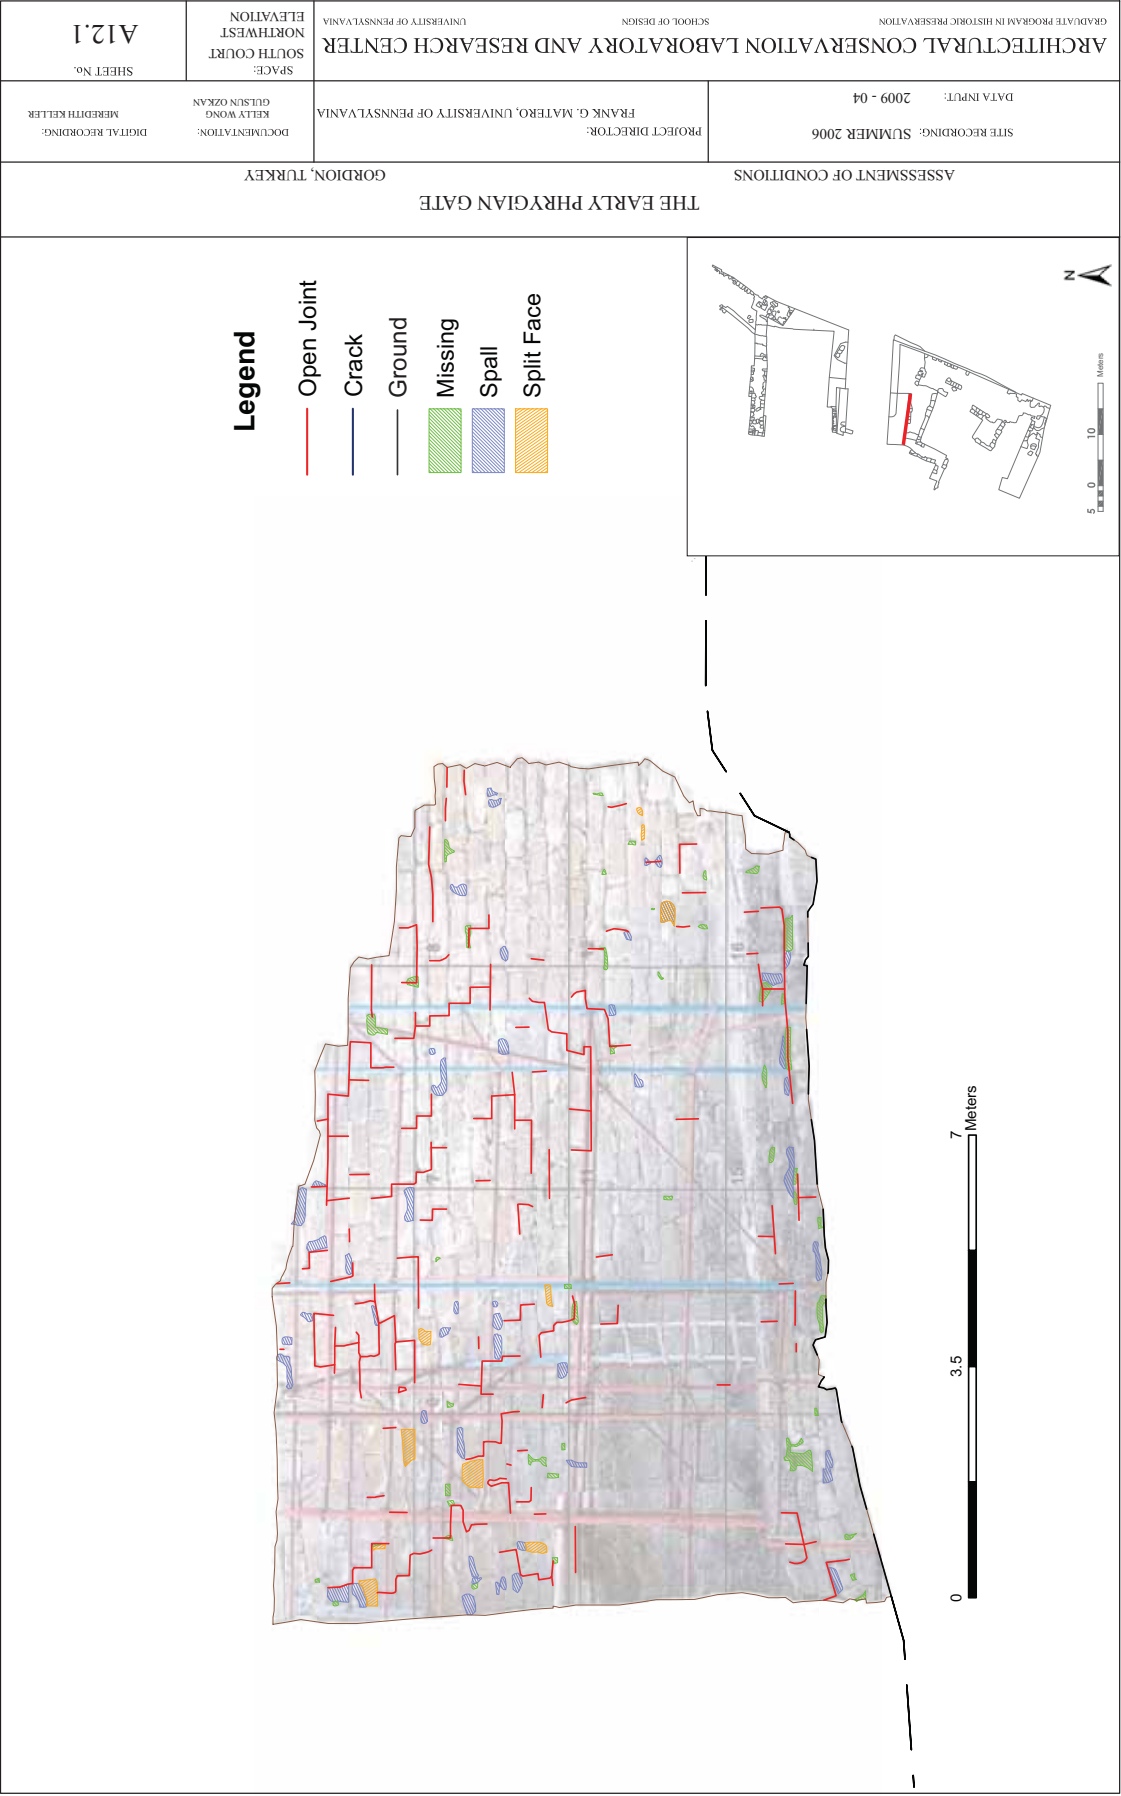 THE EARLY PHRYGIAN GATE
ASSESSMENT OF CONDITIONS
GORDION, TURKEY
SITE RECORDING: SUMMER 2006
DATA INPUT: 2009 - 04
PROJECT DIRECTOR:
FRANK G. MATERO, UNIVERSITY OF PENNSYLVANIA
DOCUMENTATION:
KELLY WONG
GULSUN OZKAN
DIGITAL RECORDING:
MEREDITH KELLER
ARCHITECTURAL CONSERVATION LABORATORY AND RESEARCH CENTER
GRADUATE PROGRAM IN HISTORIC PRESERVATION
SCHOOL OF DESIGN
UNIVERSITY OF PENNSYLVANIA
SPACE:
SOUTH COURT
NORTHWEST
ELEVATION
SHEET No.
A12.1
Legend
Open Joint
Crack
Ground
Missing
Spall
Split Face
0
3.5
7
Meters
5
0
10
Meters
N